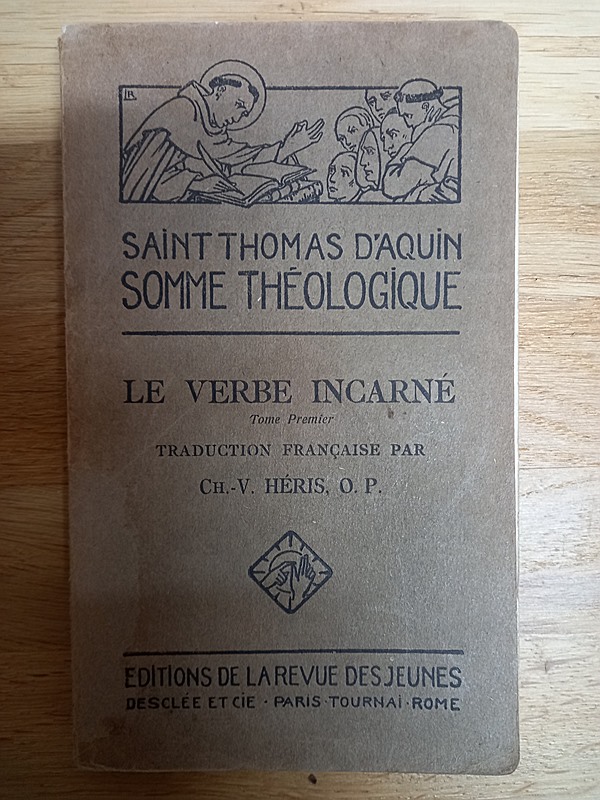 SAINT THOMAS D'AQUIN
SOMME THÉOLOGIQUE
LE VERBE INCARNÉ
Tome Premier
TRADUCTION FRANÇAISE PAR
CH.-V. HÉRIS, O. P.
EDITIONS DE LA REVUE DES JEUNES
DESCLÉE ET CIE · PARIS · TOURNAI · ROME